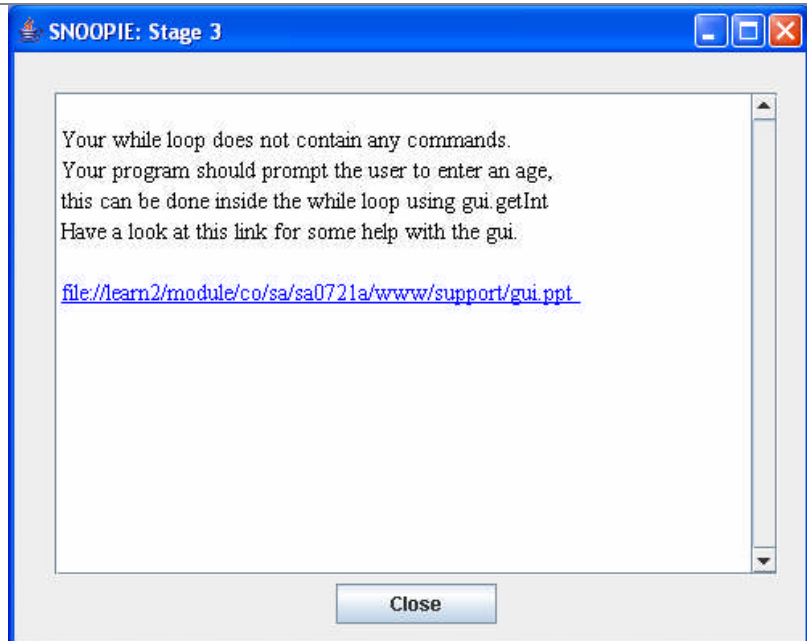 SNOOPIE: Stage 3
Your while loop does not contain any commands.
Your program should prompt the user to enter an age,
this can be done inside the while loop using gui.getInt
Have a look at this link for some help with the gui.
file://learn2/module/co/sa/sa0721a/www/support/gui.ppt
Close